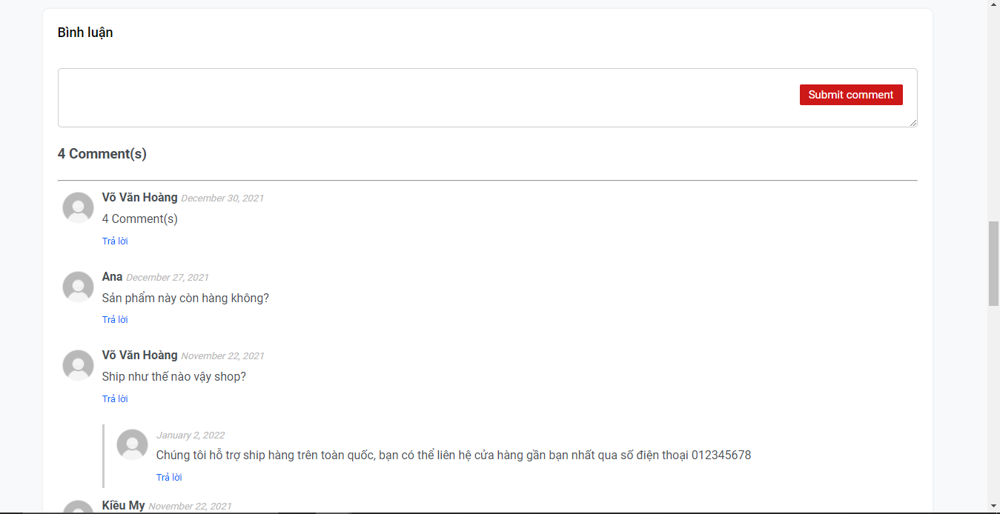 Bình luận
Submit comment
4 Comment(s)
Võ Văn Hoàng December 30, 2021
4 Comment(s)
Trả lời
Ana December 27, 2021
Sản phẩm này còn hàng không?
Trả lời
Võ Văn Hoàng November 22, 2021
Ship như thế nào vậy shop?
Trả lời
January 2, 2022
Chúng tôi hỗ trợ ship hàng trên toàn quốc, bạn có thể liên hệ cửa hàng gần bạn nhất qua số điện thoại 012345678
Trả lời
Kiều My November 22, 2021